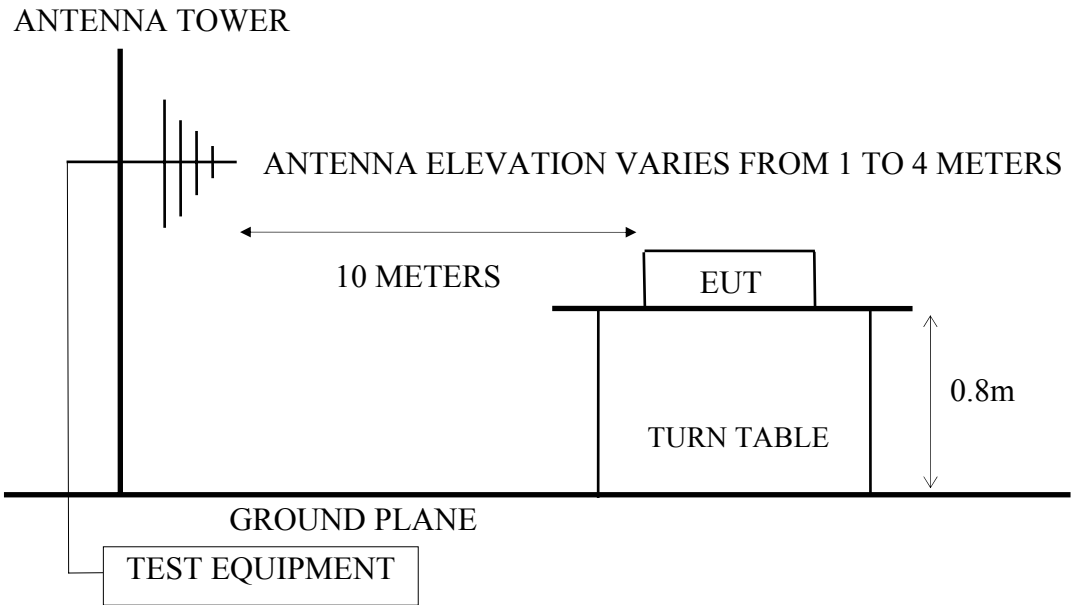 ANTENNA TOWER
ANTENNA ELEVATION VARIES FROM 1 TO 4 METERS
10 METERS
EUT
0.8m
TURN TABLE
GROUND PLANE
TEST EQUIPMENT